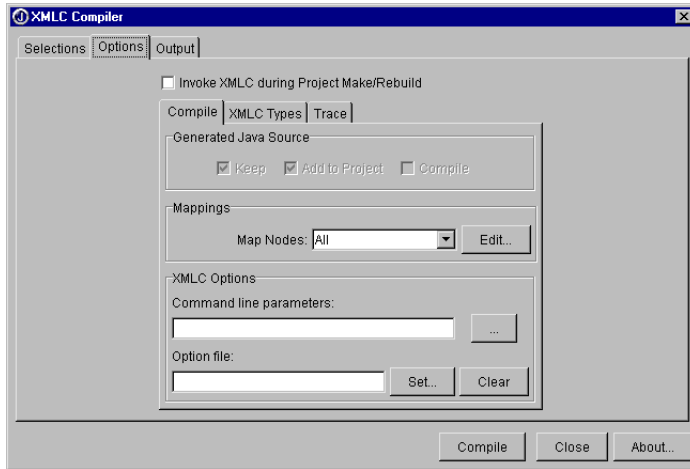 XMLC Compiler
Selections Options Output
Invoke XMLC during Project Make/Rebuild
Compile XMLC Types Trace
Generated Java Source
Keep Add to Project Compile
Mappings
Map Nodes: All Edit...
XMLC Options
Command line parameters:
...
Option file:
Set... Clear
Compile Close About...